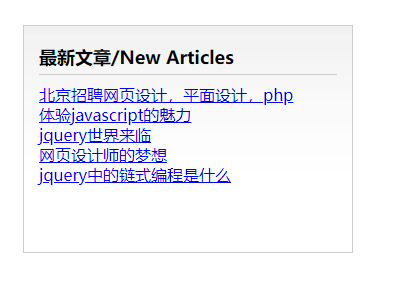 最新文章/New Articles
北京招聘网页设计，平面设计，php
体验javascript的魅力
jquery世界来临
网页设计师的梦想
jquery中的链式编程是什么